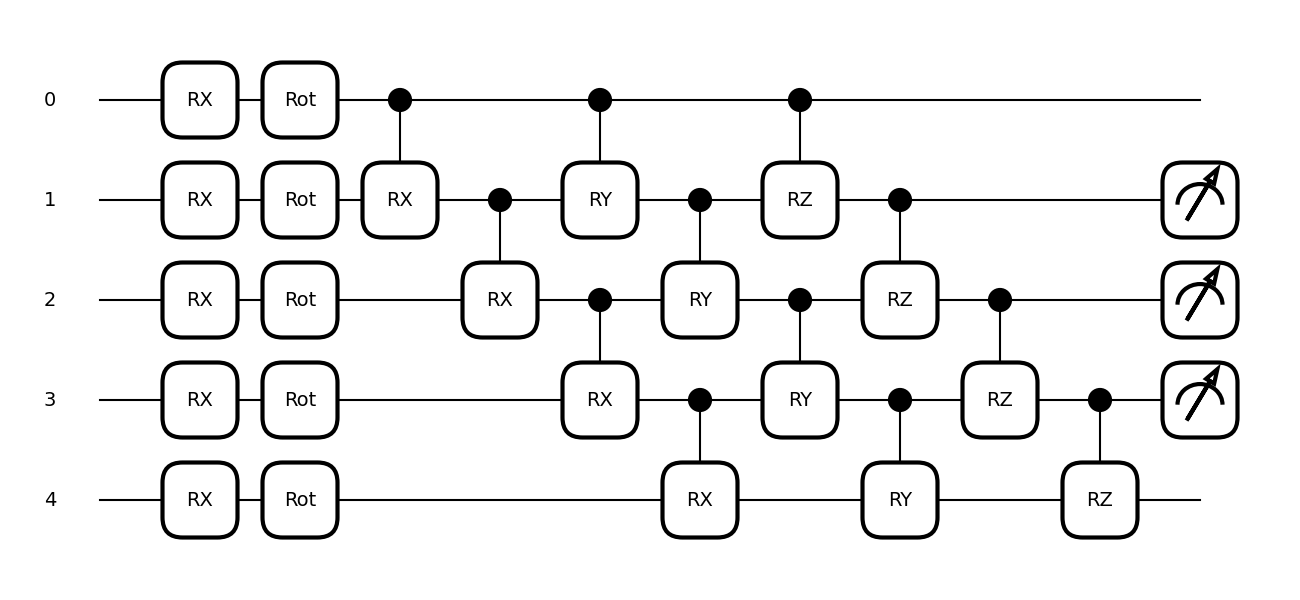 0 RX Rot
1 RX Rot RX RY RZ
2 RX Rot RX RY RZ
3 RX Rot RX RY RZ
4 RX Rot RX RY RZ